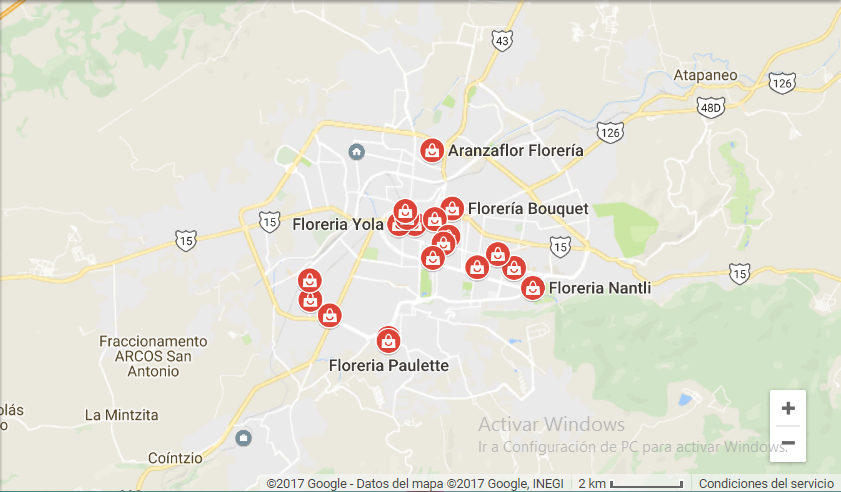 43
Atapaneo
126
48D
126
Aranzaflor Florería
Florería Bouquet
Floreria Yola
15
15
15
15
Floreria Nantli
Fraccionamiento
ARCOS San
Antonio
Floreria Paulette
olás
o
La Mintzita
Cointzio
Activar Windows
Ir a Configuración de PC para activar Windows.
+
−
©2017 Google - Datos del mapa ©2017 Google, INEGI
2 km
Condiciones del servicio